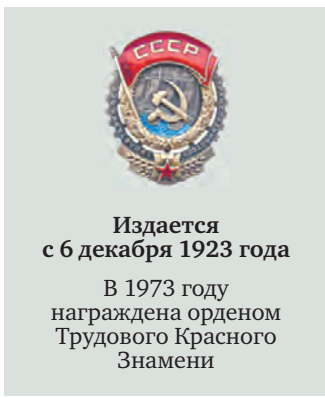 СССР
Издается
с 6 декабря 1923 года
В 1973 году
награждена орденом
Трудового Красного
Знамени